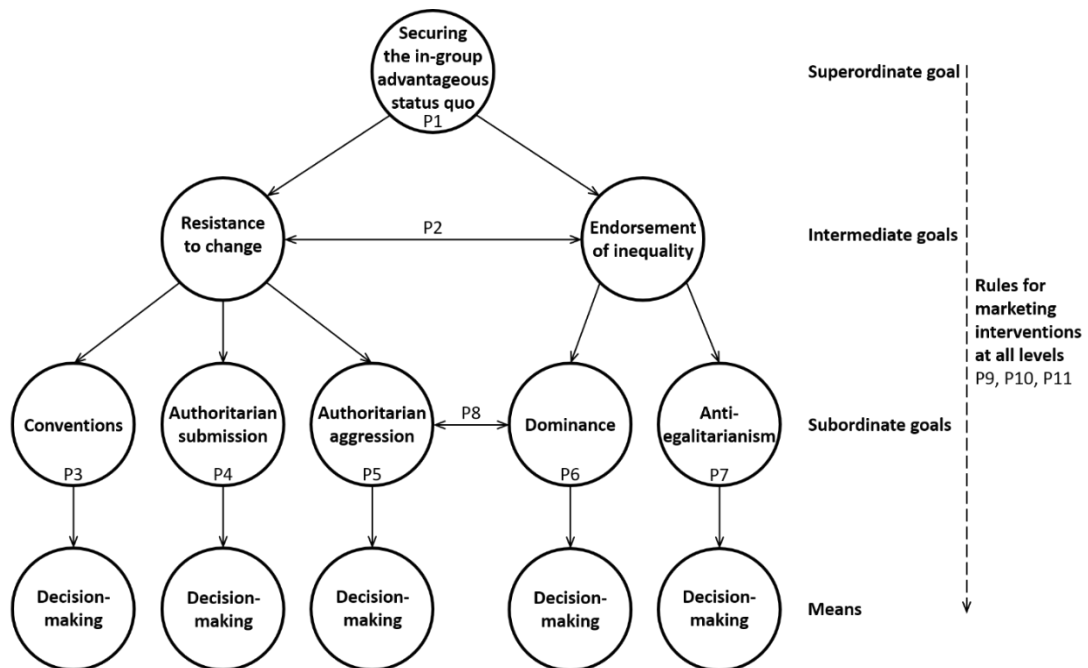 Securing
the in-group
advantageous
status quo
P1
Superordinate goal
Resistance
to change
P2
Endorsement
of inequality
Intermediate goals
Rules for
marketing
interventions
at all levels
P9, P10, P11
Conventions
P3
Authoritarian
submission
P4
Authoritarian
aggression
P5
P8
Dominance
P6
Anti-
egalitarianism
P7
Subordinate goals
Decision-
making
Decision-
making
Decision-
making
Decision-
making
Decision-
making
Means